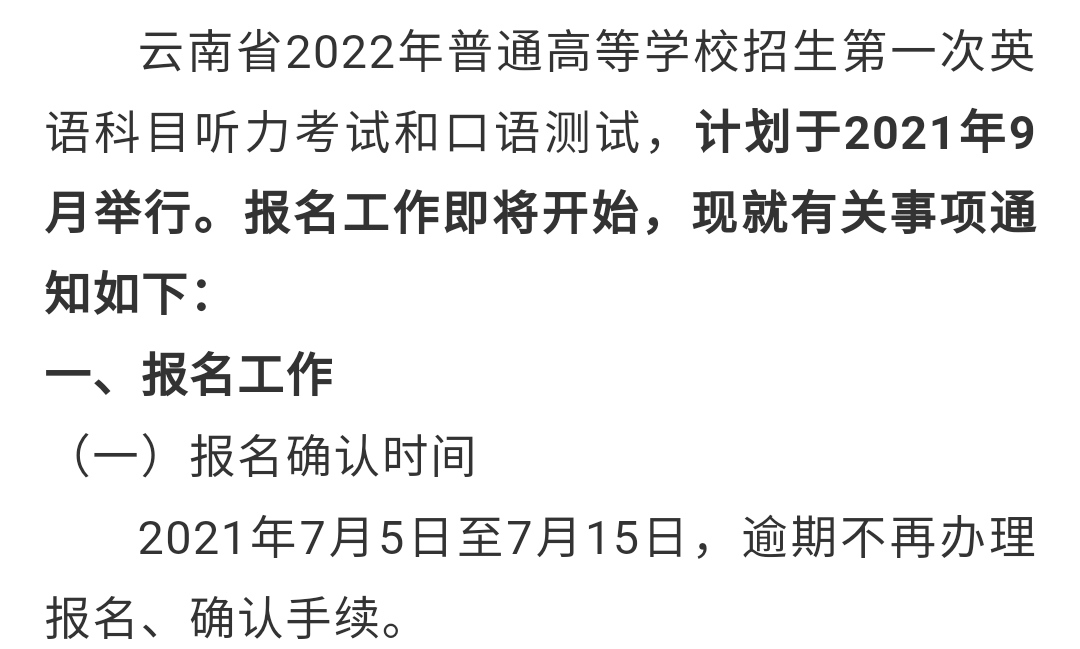 云南省2022年普通高等学校招生第一次英
语科目听力考试和口语测试，计划于2021年9
月举行。报名工作即将开始，现就有关事项通
知如下：
一、报名工作
（一）报名确认时间
2021年7月5日至7月15日，逾期不再办理
报名、确认手续。